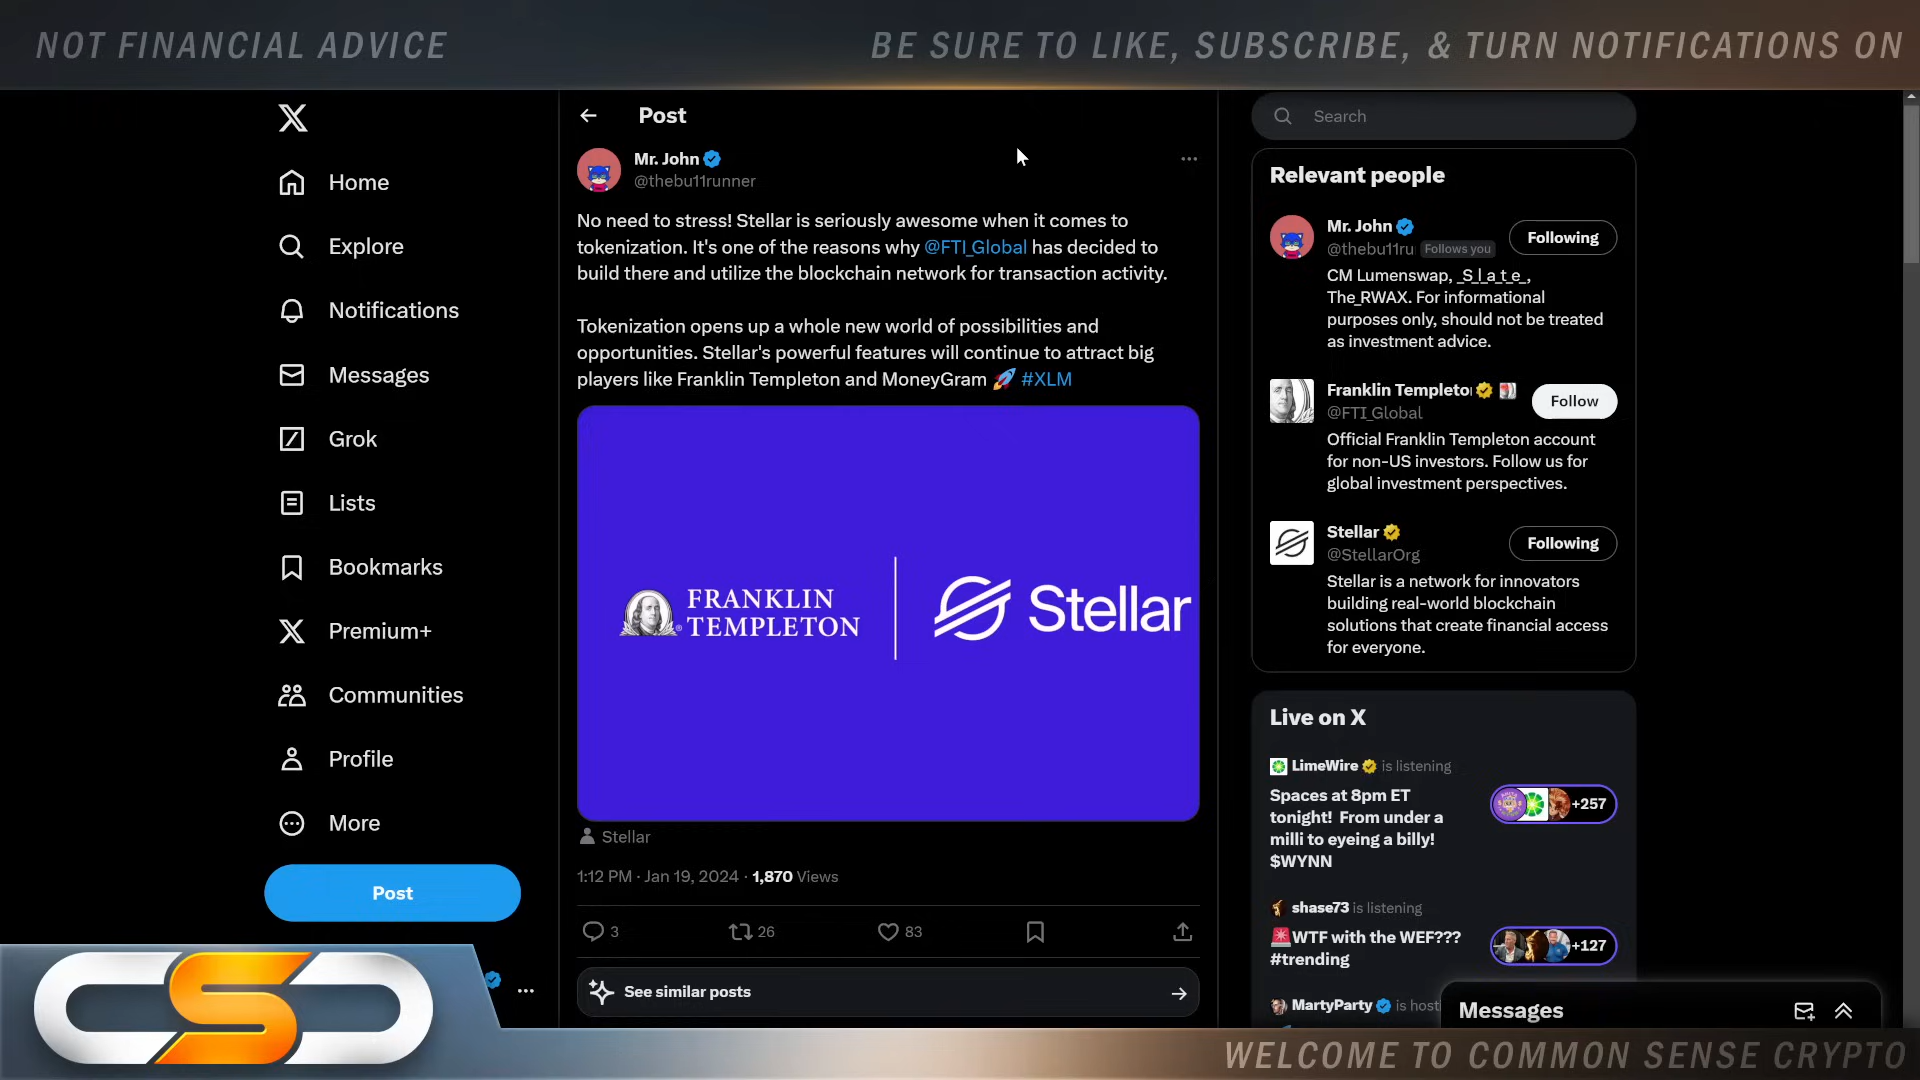 NOT FINANCIAL ADVICE
BE SURE TO LIKE, SUBSCRIBE, & TURN NOTIFICATIONS ON
Home
Explore
Notifications
Messages
Grok
Lists
Bookmarks
Premium+
Communities
Profile
More
Post
Post
Mr. John
@thebu11runner
No need to stress! Stellar is seriously awesome when it comes to
tokenization. It's one of the reasons why @FTI_Global has decided to
build there and utilize the blockchain network for transaction activity.
Tokenization opens up a whole new world of possibilities and
opportunities. Stellar's powerful features will continue to attract big
players like Franklin Templeton and MoneyGram 🚀 #XLM
FRANKLIN
TEMPLETON
Stellar
Stellar
1:12 PM · Jan 19, 2024 · 1,870 Views
3
26
83
See similar posts
Search
Relevant people
Mr. John
@thebu11ru Follows you
Following
CM Lumenswap, _S_l_a_t_e_,
The_RWAX. For informational
purposes only, should not be treated
as investment advice.
Franklin Templeto
@FTI_Global
Follow
Official Franklin Templeton account
for non-US investors. Follow us for
global investment perspectives.
Stellar
@StellarOrg
Following
Stellar is a network for innovators
building real-world blockchain
solutions that create financial access
for everyone.
Live on X
LimeWire is listening
Spaces at 8pm ET
tonight! From under a
milli to eyeing a billy!
$WYNN
+257
shase73 is listening
🚨WTF with the WEF???
#trending
+127
MartyParty is host
Messages
CSC
WELCOME TO COMMON SENSE CRYPTO